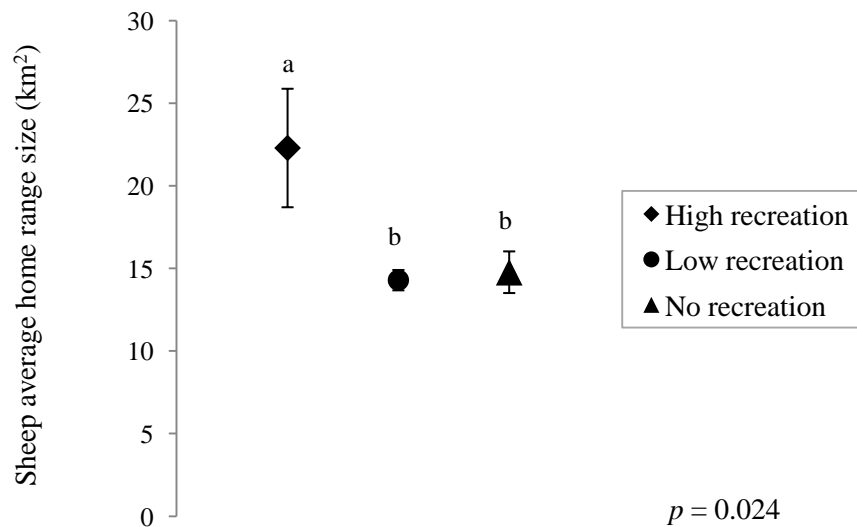 Sheep average home range size (km²)
30
25
20
15
10
5
0
a
b
b
High recreation
Low recreation
No recreation
p = 0.024